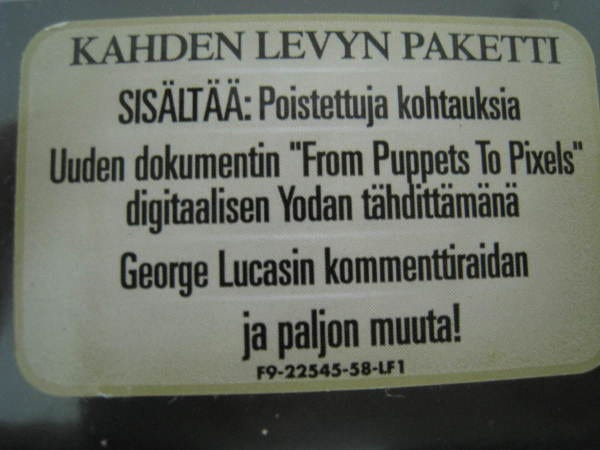 KAHDEN LEVYN PAKETTI
SISÄLTÄÄ: Poistettuja kohtauksia
Uuden dokumentin "From Puppets To Pixels"
digitaalisen Yodan tähdittämänä
George Lucasin kommenttiraidan
ja paljon muuta!
F9-22545-58-LF1